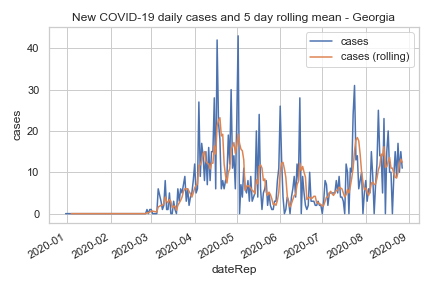 New COVID-19 daily cases and 5 day rolling mean - Georgia
cases
cases (rolling)
40
30
20
10
0
cases
2020-01
2020-02
2020-03
2020-04
2020-05
2020-06
2020-07
2020-08
2020-09
dateRep